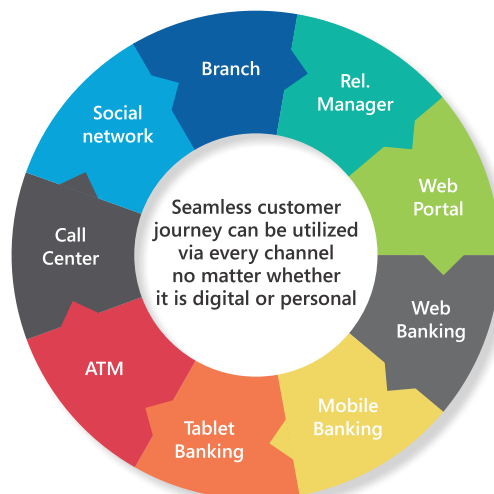 Branch
Rel.
Manager
Web
Portal
Web
Banking
Mobile
Banking
Tablet
Banking
ATM
Call
Center
Social
network
Seamless customer
journey can be utilized
via every channel
no matter whether
it is digital or personal